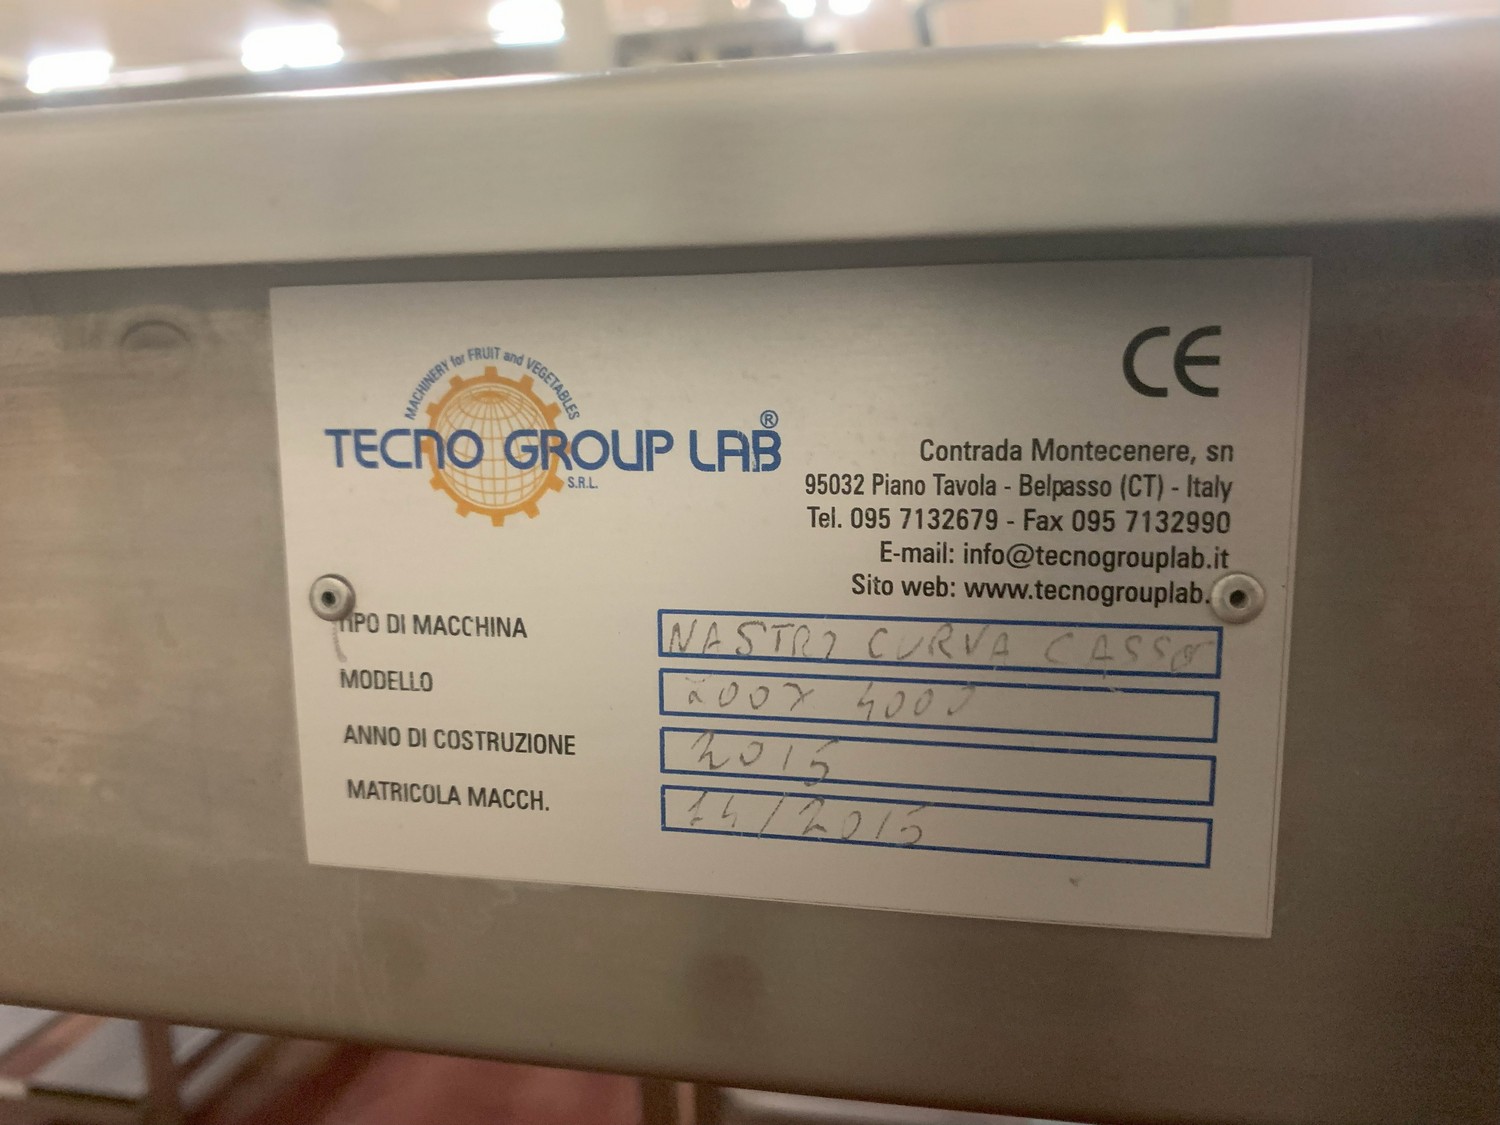 MACHINERY for FRUIT and VEGETABLES
TECNO GROUP LAB®
S.R.L.
CE
Contrada Montecenere, sn
95032 Piano Tavola - Belpasso (CT) - Italy
Tel. 095 7132679 - Fax 095 7132990
E-mail: info@tecnogrouplab.it
Sito web: www.tecnogrouplab.
TIPO DI MACCHINA NASTRO CURVA
MODELLO 4000
ANNO DI COSTRUZIONE 2015
MATRICOLA MACCH. 14/2015